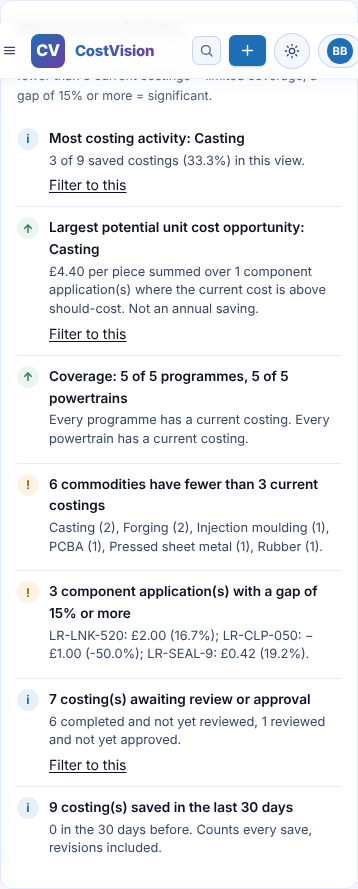 CV CostVision BB
gap of 15% or more = significant.
Most costing activity: Casting
3 of 9 saved costings (33.3%) in this view.
Filter to this
Largest potential unit cost opportunity:
Casting
£4.40 per piece summed over 1 component
application(s) where the current cost is above
should-cost. Not an annual saving.
Filter to this
Coverage: 5 of 5 programmes, 5 of 5
powertrains
Every programme has a current costing. Every
powertrain has a current costing.
6 commodities have fewer than 3 current
costings
Casting (2), Forging (2), Injection moulding (1),
PCBA (1), Pressed sheet metal (1), Rubber (1).
3 component application(s) with a gap of
15% or more
LR-LNK-520: £2.00 (16.7%); LR-CLP-050: −
£1.00 (-50.0%); LR-SEAL-9: £0.42 (19.2%).
7 costing(s) awaiting review or approval
6 completed and not yet reviewed, 1 reviewed
and not yet approved.
Filter to this
9 costing(s) saved in the last 30 days
0 in the 30 days before. Counts every save,
revisions included.